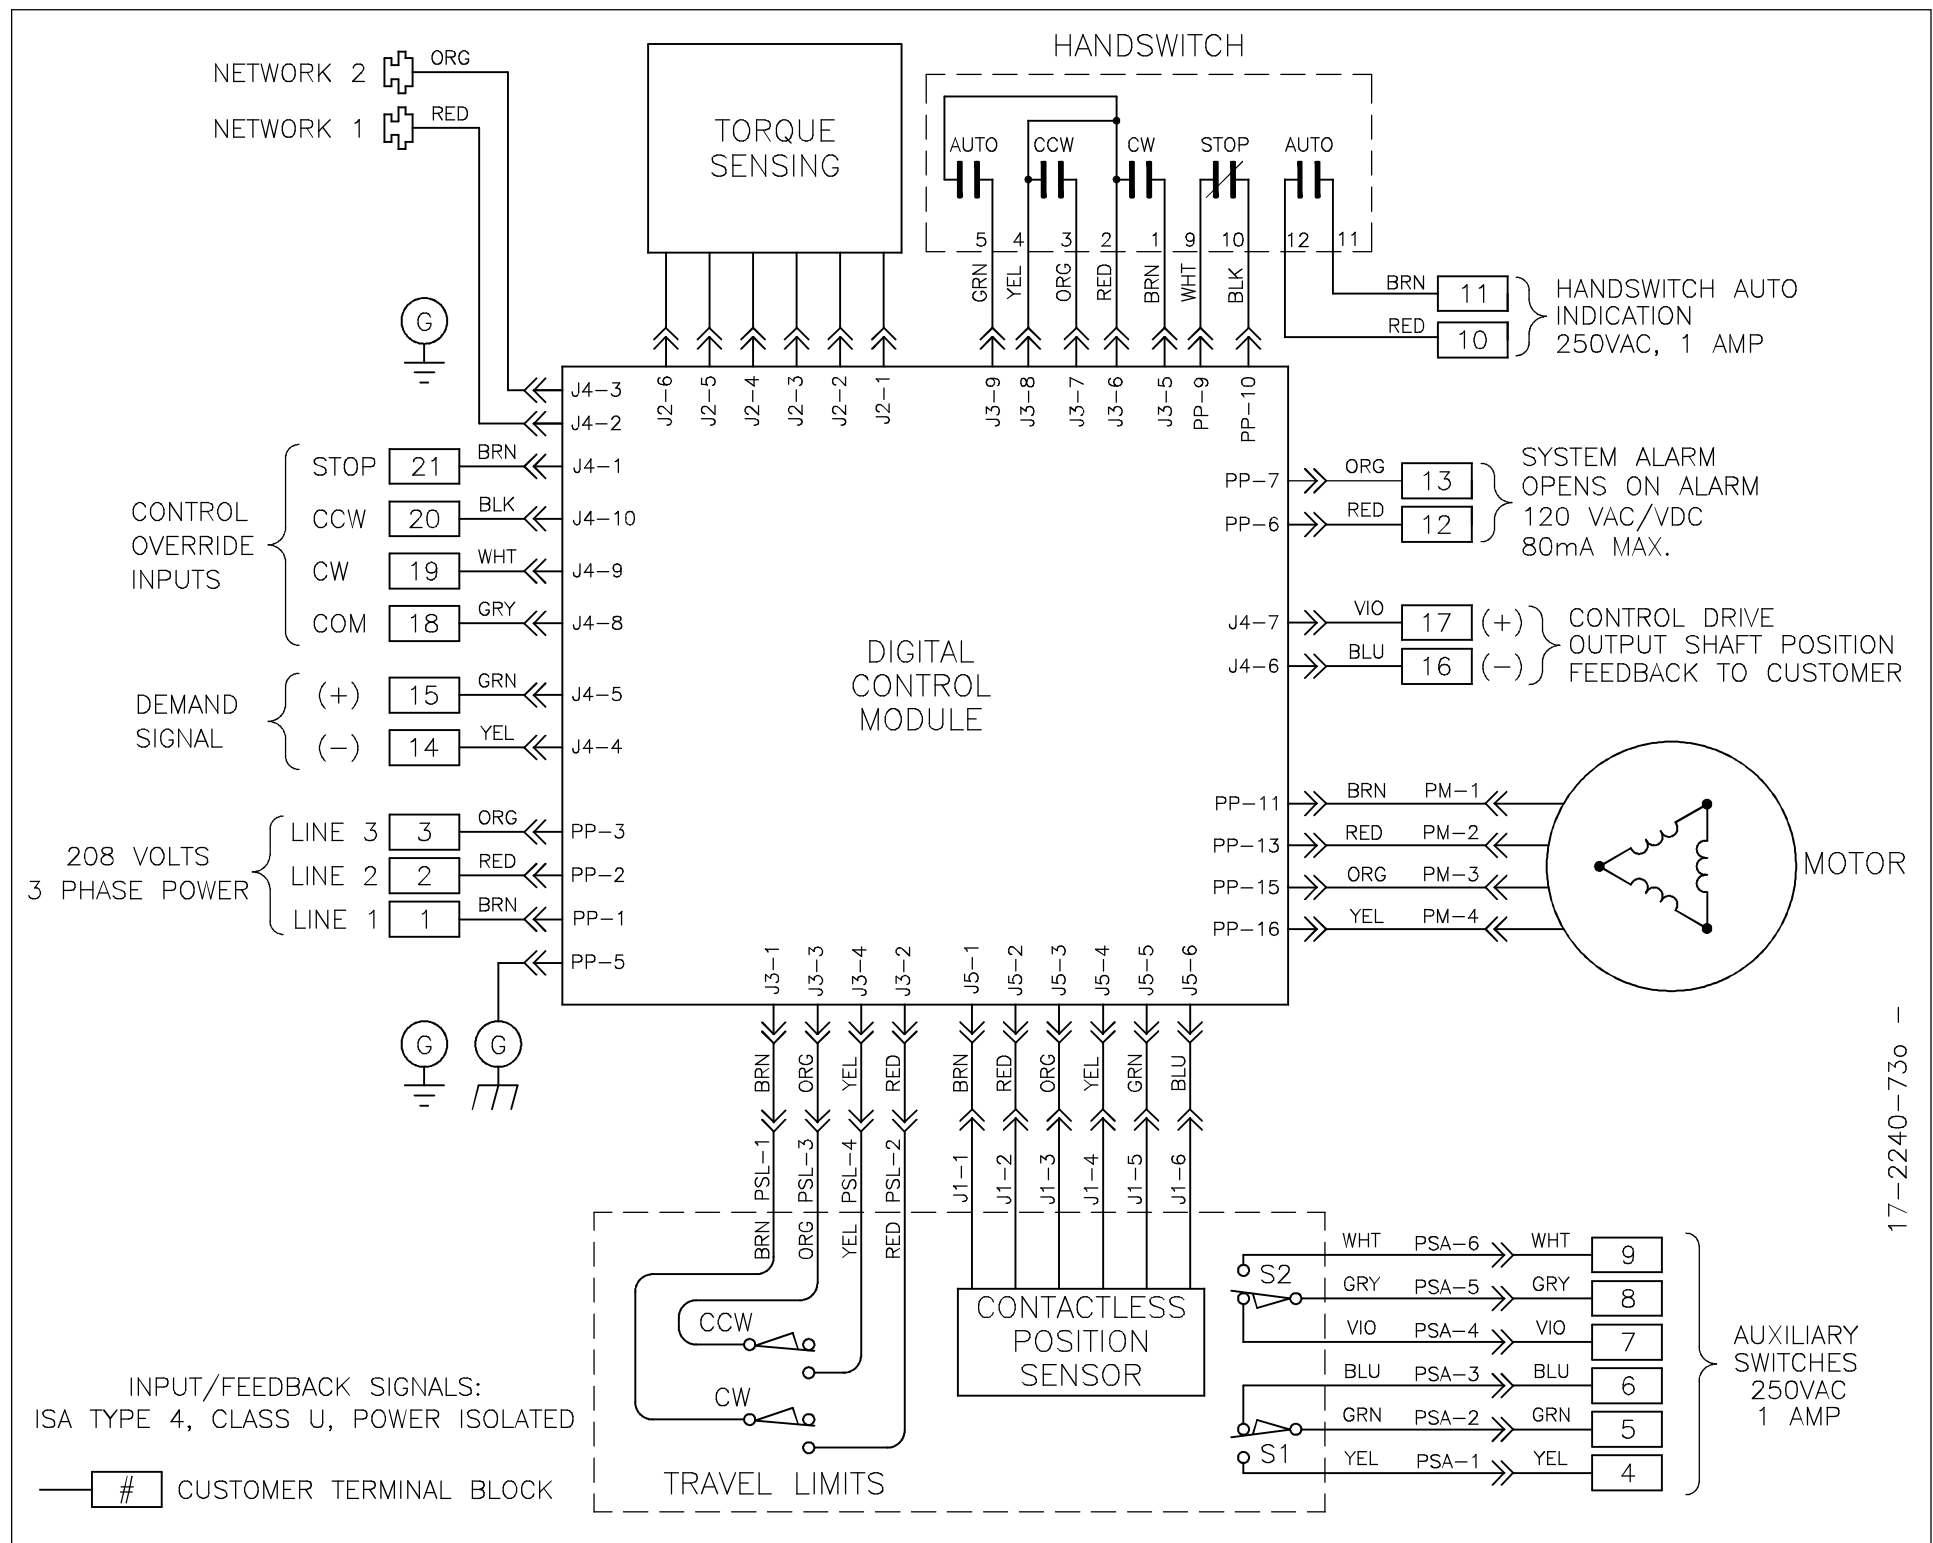 HANDSWITCH
NETWORK 2
ORG
NETWORK 1
RED
TORQUE
SENSING
AUTO
CCW
CW
STOP
AUTO
5
4
3
2
1
9
10
12
11
GRN
YEL
ORG
RED
BRN
WHT
BLK
BRN
11
RED
10
HANDSWITCH AUTO
INDICATION
250VAC, 1 AMP
G
J4-3
J4-2
J2-6
J2-5
J2-4
J2-3
J2-2
J2-1
J3-9
J3-8
J3-7
J3-6
J3-5
PP-9
PP-10
CONTROL
OVERRIDE
INPUTS
STOP
21
BRN
J4-1
CCW
20
BLK
J4-10
CW
19
WHT
J4-9
COM
18
GRY
J4-8
DEMAND
SIGNAL
(+)
15
GRN
J4-5
(-)
14
YEL
J4-4
208 VOLTS
3 PHASE POWER
LINE 3
3
ORG
PP-3
LINE 2
2
RED
PP-2
LINE 1
1
BRN
PP-1
PP-5
G
G
DIGITAL
CONTROL
MODULE
PP-7
ORG
13
PP-6
RED
12
SYSTEM ALARM
OPENS ON ALARM
120 VAC/VDC
80mA MAX.
J4-7
VIO
17
(+)
J4-6
BLU
16
(-)
CONTROL DRIVE
OUTPUT SHAFT POSITION
FEEDBACK TO CUSTOMER
PP-11
BRN
PM-1
PP-13
RED
PM-2
PP-15
ORG
PM-3
PP-16
YEL
PM-4
MOTOR
J3-1
J3-3
J3-4
J3-2
J5-1
J5-2
J5-3
J5-4
J5-5
J5-6
BRN
ORG
YEL
RED
BRN
RED
ORG
YEL
GRN
BLU
PSL-1
PSL-3
PSL-4
PSL-2
J1-1
J1-2
J1-3
J1-4
J1-5
J1-6
BRN
ORG
YEL
RED
CCW
CW
TRAVEL LIMITS
CONTACTLESS
POSITION
SENSOR
S2
S1
WHT
PSA-6
WHT
9
GRY
PSA-5
GRY
8
VIO
PSA-4
VIO
7
BLU
PSA-3
BLU
6
GRN
PSA-2
GRN
5
YEL
PSA-1
YEL
4
AUXILIARY
SWITCHES
250VAC
1 AMP
INPUT/FEEDBACK SIGNALS:
ISA TYPE 4, CLASS U, POWER ISOLATED
#
CUSTOMER TERMINAL BLOCK
17-2240-73o -